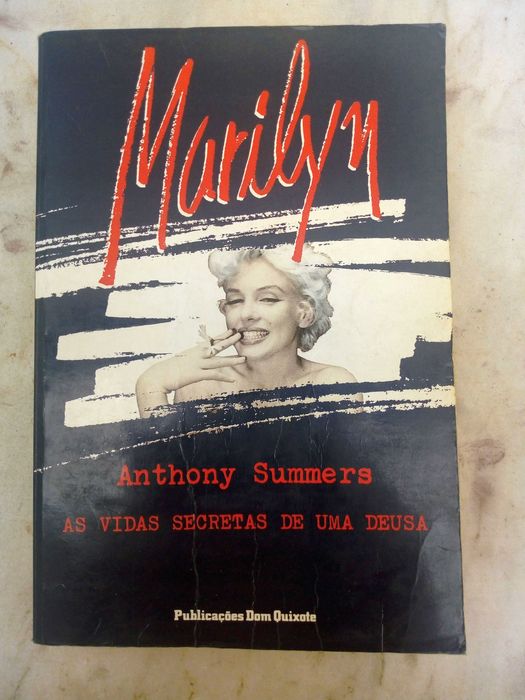 Marilyn
Anthony Summers
AS VIDAS SECRETAS DE UMA DEUSA
Publicações Dom Quixote